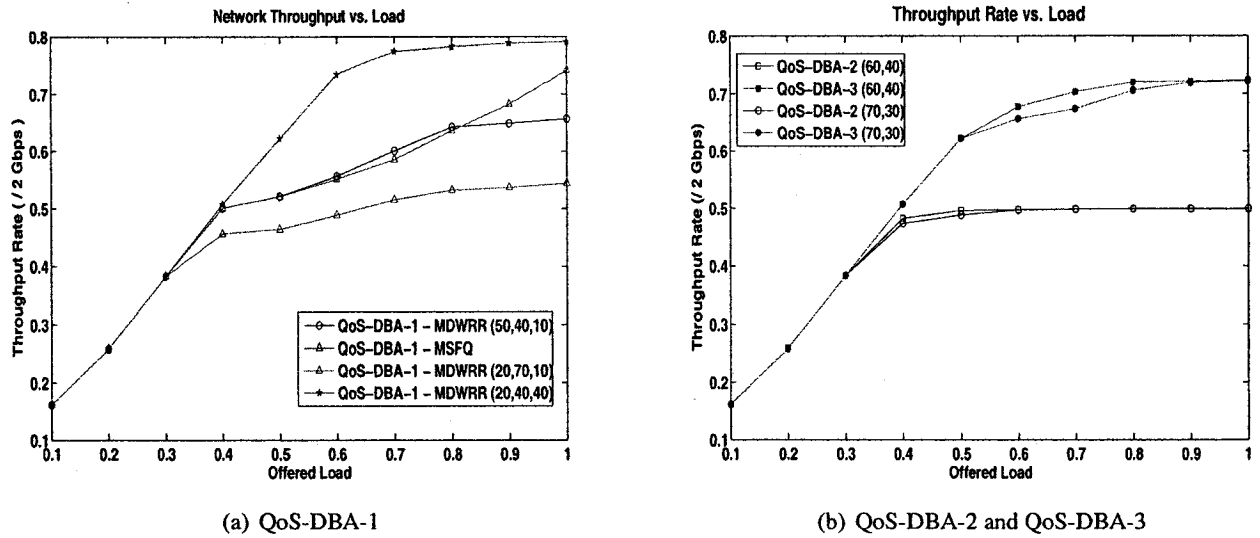 Network Throughput vs. Load
Throughput Rate ( / 2 Gbps )
0.8
0.7
0.6
0.5
0.4
0.3
0.2
0.1
QoS-DBA-1 - MDWRR (50,40,10)
QoS-DBA-1 - MSFQ
QoS-DBA-1 - MDWRR (20,70,10)
QoS-DBA-1 - MDWRR (20,40,40)
0.1 0.2 0.3 0.4 0.5 0.6 0.7 0.8 0.9 1
Offered Load
(a) QoS-DBA-1
Throughput Rate vs. Load
Throughput Rate (/ 2 Gbps)
0.8
0.7
0.6
0.5
0.4
0.3
0.2
0.1
QoS-DBA-2 (60,40)
QoS-DBA-3 (60,40)
QoS-DBA-2 (70,30)
QoS-DBA-3 (70,30)
0.1 0.2 0.3 0.4 0.5 0.6 0.7 0.8 0.9 1
Offered Load
(b) QoS-DBA-2 and QoS-DBA-3